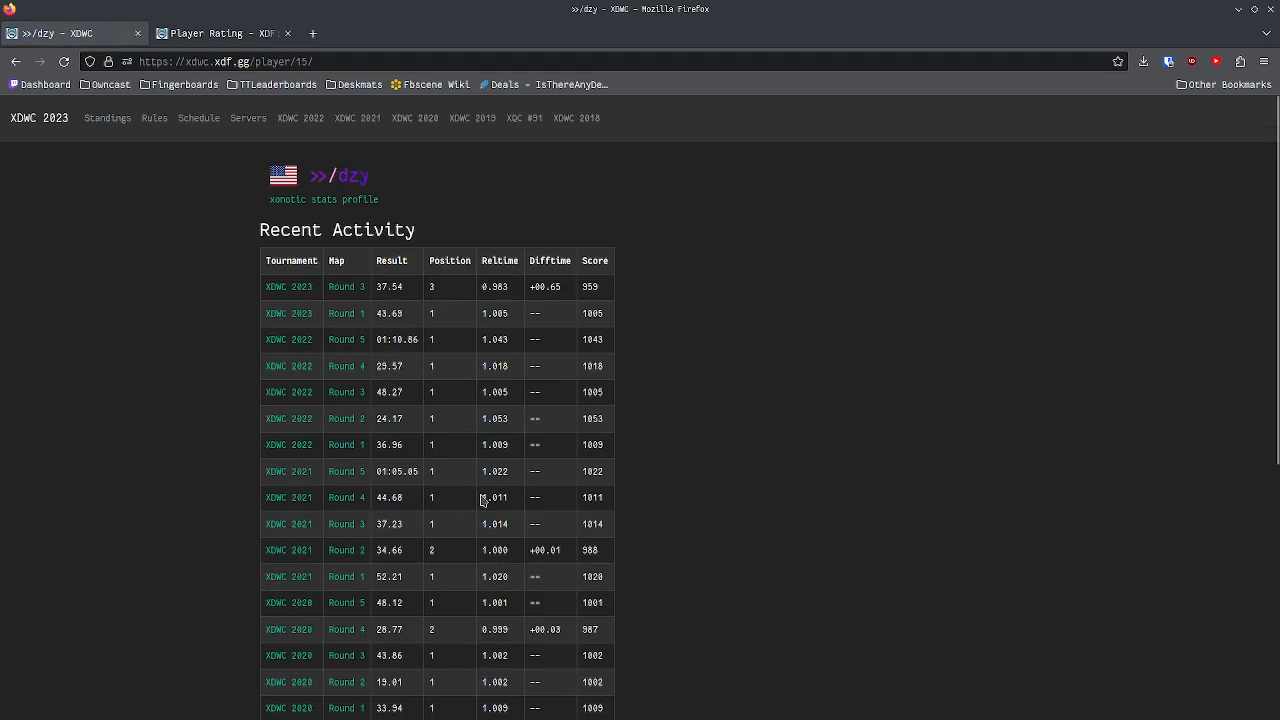 >>/dzy – XDWC — Mozilla Firefox
>>/dzy – XDWC
Player Rating – XDF:
https://xdwc.xdf.gg/player/15/
Dashboard Owncast Fingerboards TTLeaderboards Deskmats Fbscene Wiki Deals - IsThereAnyDe… Other Bookmarks
XDWC 2023 Standings Rules Schedule Servers XDWC 2022 XDWC 2021 XDWC 2020 XDWC 2019 XQC #91 XDWC 2018
>>/dzy
xonotic stats profile
Recent Activity
Tournament Map Result Position Reltime Difftime Score
XDWC 2023 Round 3 37.54 3 0.983 +00.65 959
XDWC 2023 Round 1 43.69 1 1.005 -- 1005
XDWC 2022 Round 5 01:10.86 1 1.043 -- 1043
XDWC 2022 Round 4 29.57 1 1.018 -- 1018
XDWC 2022 Round 3 48.27 1 1.005 -- 1005
XDWC 2022 Round 2 24.17 1 1.053 -- 1053
XDWC 2022 Round 1 36.96 1 1.009 -- 1009
XDWC 2021 Round 5 01:05.05 1 1.022 -- 1022
XDWC 2021 Round 4 44.68 1 1.011 -- 1011
XDWC 2021 Round 3 37.23 1 1.014 -- 1014
XDWC 2021 Round 2 34.66 2 1.000 +00.01 988
XDWC 2021 Round 1 52.21 1 1.020 -- 1020
XDWC 2020 Round 5 48.12 1 1.001 -- 1001
XDWC 2020 Round 4 28.77 2 0.999 +00.03 987
XDWC 2020 Round 3 43.86 1 1.002 -- 1002
XDWC 2020 Round 2 19.01 1 1.002 -- 1002
XDWC 2020 Round 1 33.94 1 1.009 -- 1009